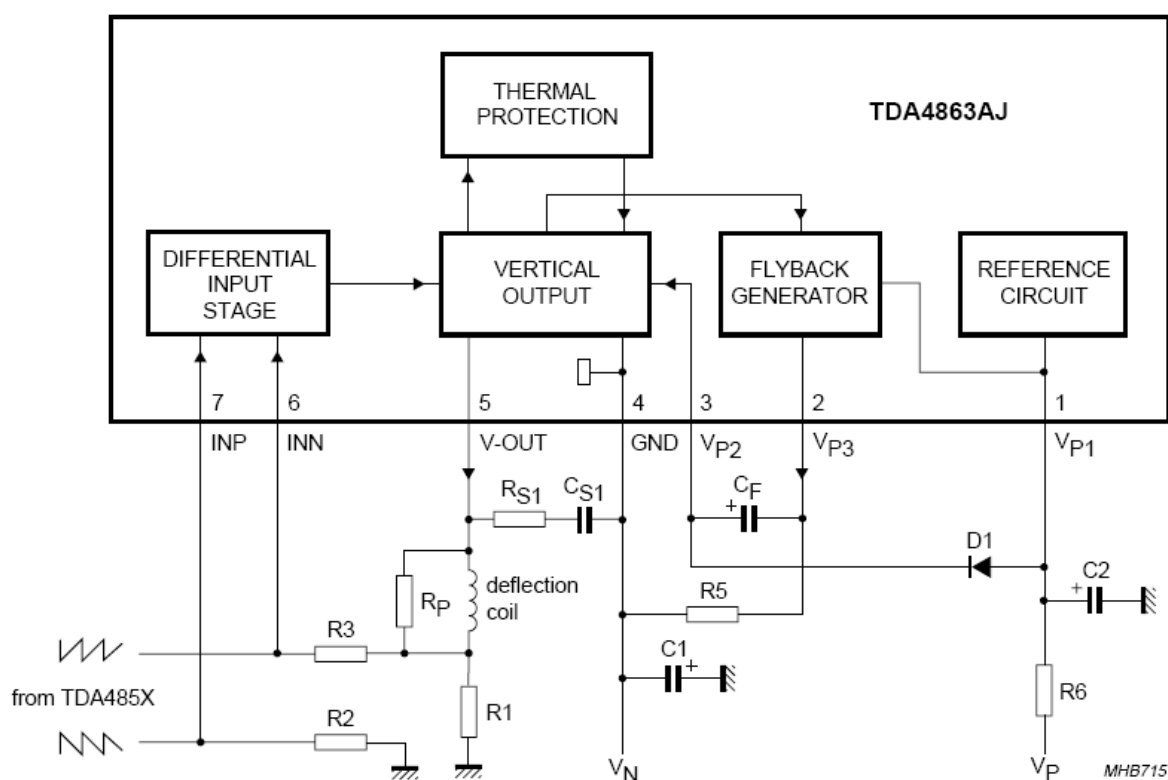 THERMAL
PROTECTION
TDA4863AJ
DIFFERENTIAL
INPUT
STAGE
VERTICAL
OUTPUT
FLYBACK
GENERATOR
REFERENCE
CIRCUIT
7
6
5
4
3
2
1
INP
INN
V-OUT
GND
VP2
VP3
VP1
RS1
CS1
+
CF
D1
+
C2
RP
deflection
coil
R5
R3
C1
+
R6
from TDA485X
R2
R1
VN
VP
MHB715